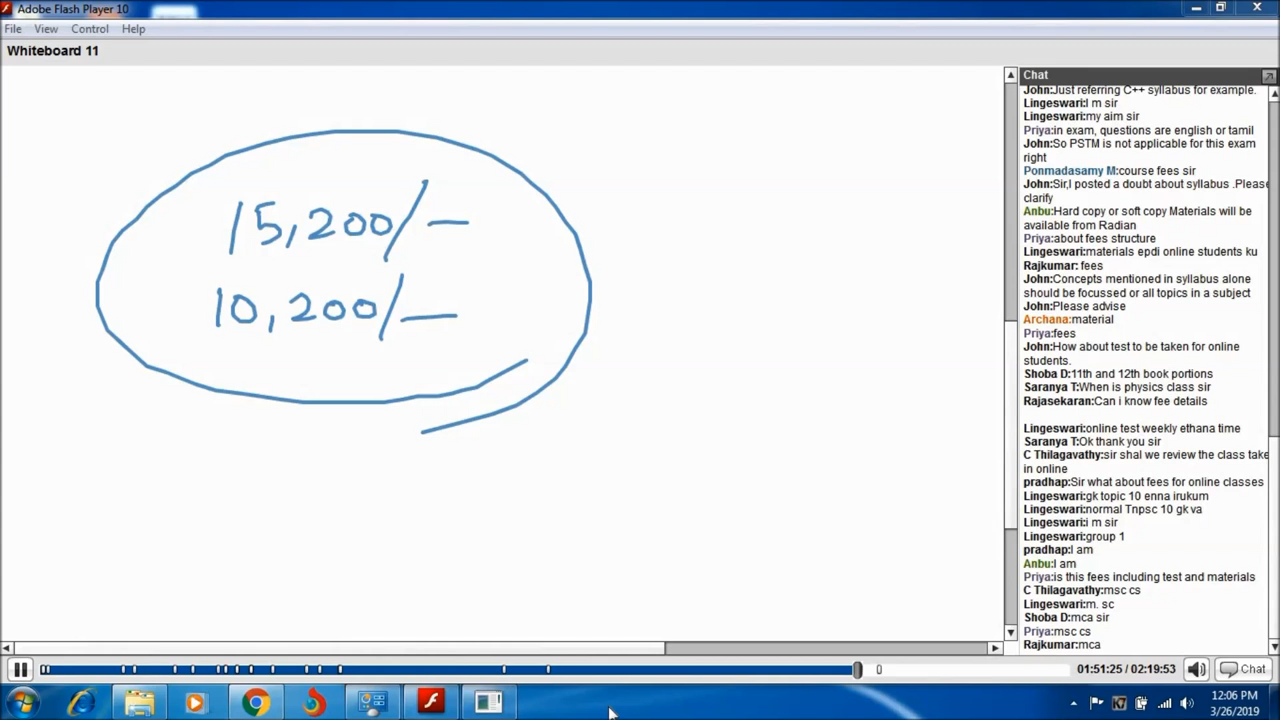 Adobe Flash Player 10
File View Control Help
Whiteboard 11
15,200/-
10,200/-
Chat
John:Just referring C++ syllabus for example.
Lingeswari:I m sir
Lingeswari:my aim sir
Priya:in exam, questions are english or tamil
John:So PSTM is not applicable for this exam
right
Ponmadasamy M:course fees sir
John:Sir,I posted a doubt about syllabus .Please
clarify
Anbu:Hard copy or soft copy Materials will be
available from Radian
Priya:about fees structure
Lingeswari:materials epdi online students ku
Rajkumar: fees
John:Concepts mentioned in syllabus alone
should be focussed or all topics in a subject
John:Please advise
Archana:material
Priya:fees
John:How about test to be taken for online
students.
Shoba D:11th and 12th book portions
Saranya T:When is physics class sir
Rajasekaran:Can i know fee details
Lingeswari:online test weekly ethana time
Saranya T:Ok thank you sir
C Thilagavathy:sir shal we review the class take
in online
pradhap:Sir what about fees for online classes
Lingeswari:gk topic 10 enna irukum
Lingeswari:normal Tnpsc 10 gk va
Lingeswari:i m sir
Lingeswari:group 1
pradhap:I am
Anbu:I am
Priya:is this fees including test and materials
C Thilagavathy:msc cs
Lingeswari:m. sc
Shoba D:mca sir
Priya:msc cs
Rajkumar:mca
0
01:51:25 / 02:19:53
Chat
12:06 PM
3/26/2019